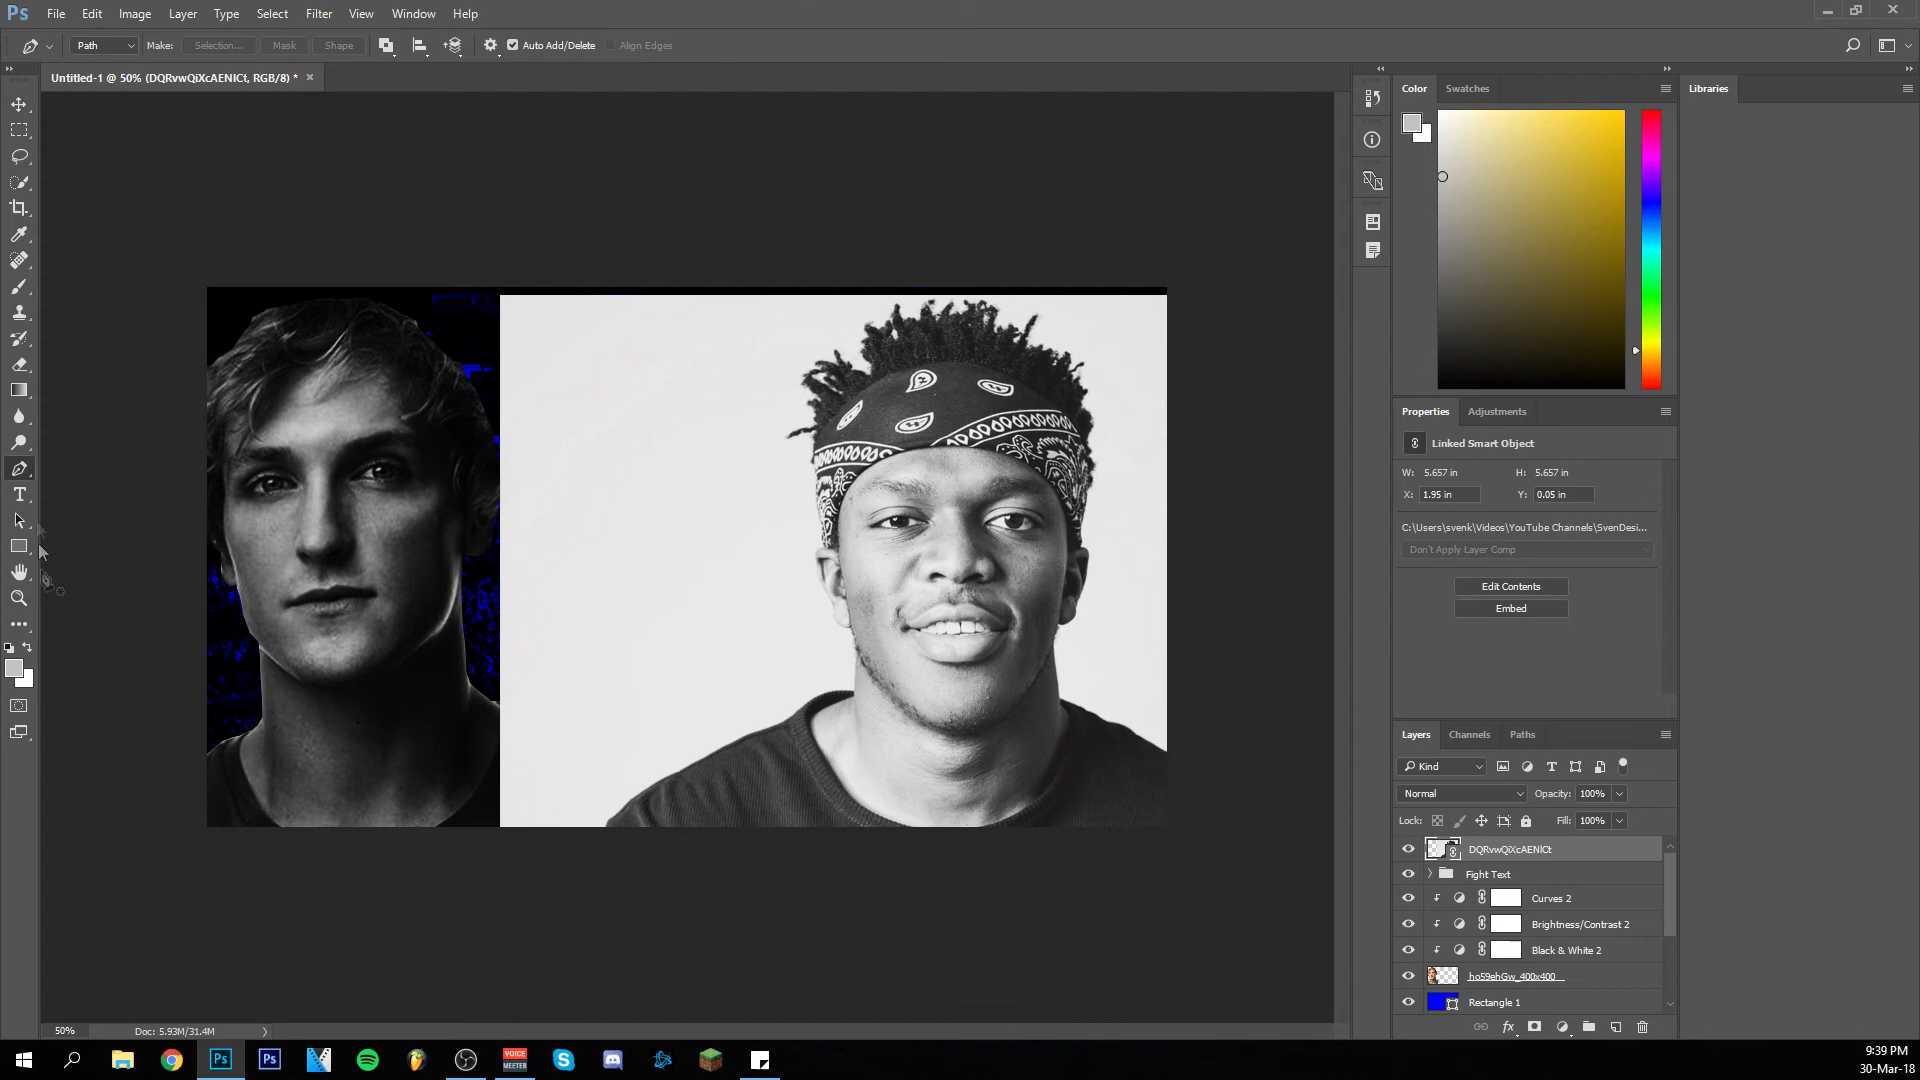 Ps File Edit Image Layer Type Select Filter View Window Help
Path Make: Selection... Mask Shape Auto Add/Delete Align Edges
Untitled-1 @ 50% (DQRvwQiXcAENlCt, RGB/8) *
Color Swatches
Libraries
Properties Adjustments
Linked Smart Object
W: 5.657 in H: 5.657 in
X: 1.95 in Y: 0.05 in
C:\Users\svenk\Videos\YouTube Channels\SvenDesi...
Don't Apply Layer Comp
Edit Contents
Embed
Layers Channels Paths
Kind
Normal Opacity: 100%
Lock: Fill: 100%
DQRvwQiXcAENlCt
Fight Text
Curves 2
Brightness/Contrast 2
Black & White 2
ho59ehGw_400x400
Rectangle 1
fx
50% Doc: 5.93M/31.4M
Ps Ps VOICE
MEETER
9:39 PM
30-Mar-18